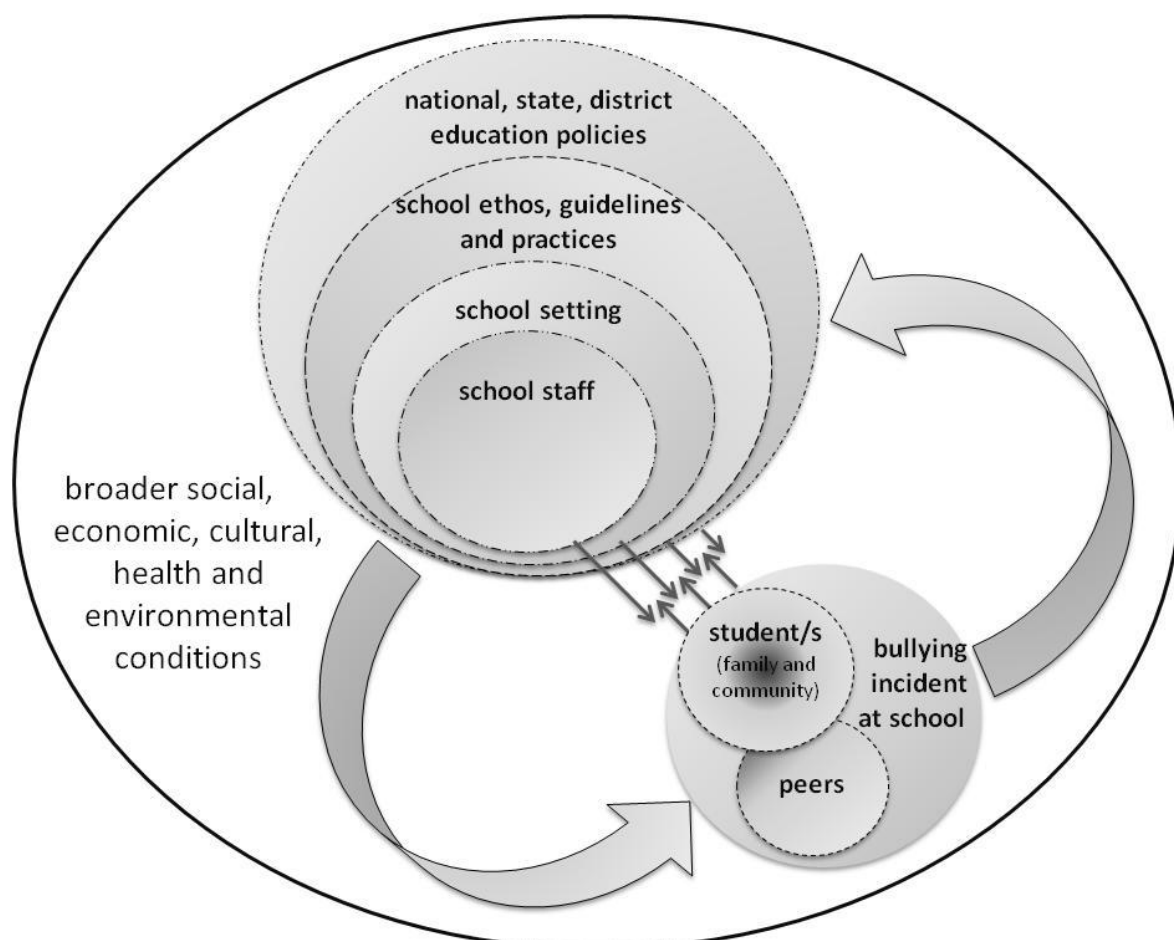 national, state, district
education policies
school ethos, guidelines
and practices
school setting
school staff
broader social,
economic, cultural,
health and
environmental
conditions
student/s
(family and
community)
bullying
incident
at school
peers